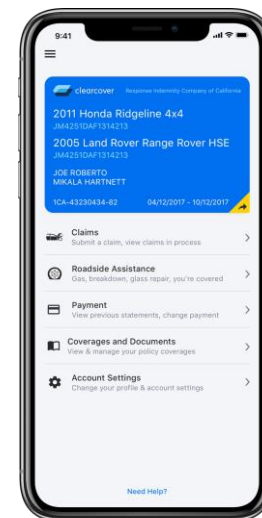 9:41
clearcover Response Indemnity Company of California
2011 Honda Ridgeline 4x4
JM4251DAF1314213
2005 Land Rover Range Rover HSE
JM4251DAF1314213
JOE ROBERTO
MIKALA HARTNETT
1CA-43230434-82 04/12/2017 - 10/12/2017
Claims
Submit a claim, view claims in process
Roadside Assistance
Gas, breakdown, glass repair, you're covered
Payment
View previous statements, change payment
Coverages and Documents
View & manage your policy coverages
Account Settings
Change your profile & account settings
Need Help?